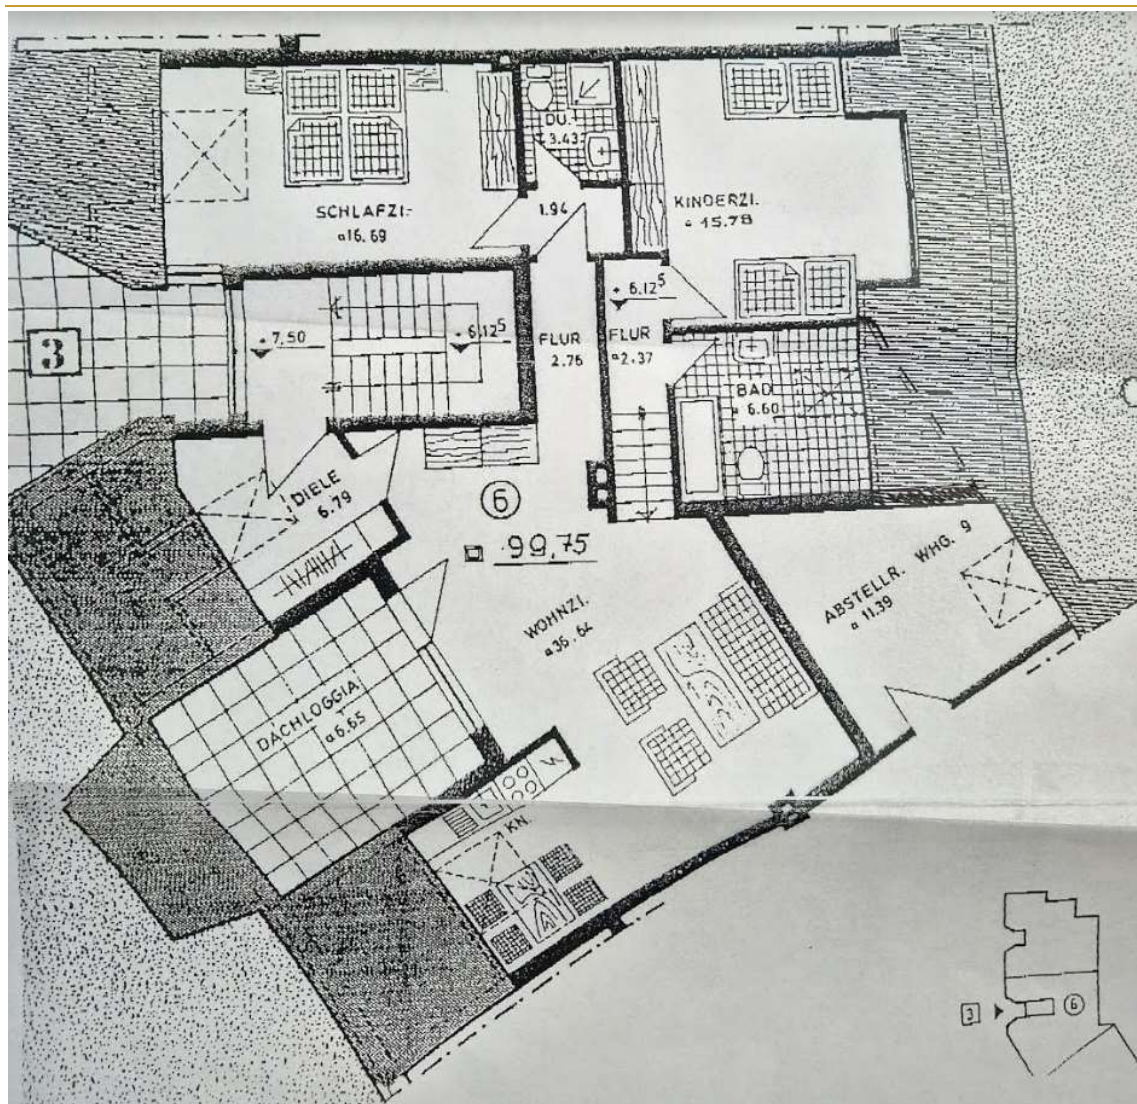 DU.
3.43
SCHLAFZI.
16.69
1.94
KINDERZI.
15.78
3
+7.50
+6.12⁵
FLUR
2.76
+6.12⁵
FLUR
2.37
BAD
6.60
DIELE
6.79
6
99,75
WOHNZI.
36.64
ABSTELLR. WHG. 9
11.39
DACHLOGGIA
6.65
KN.
3
6